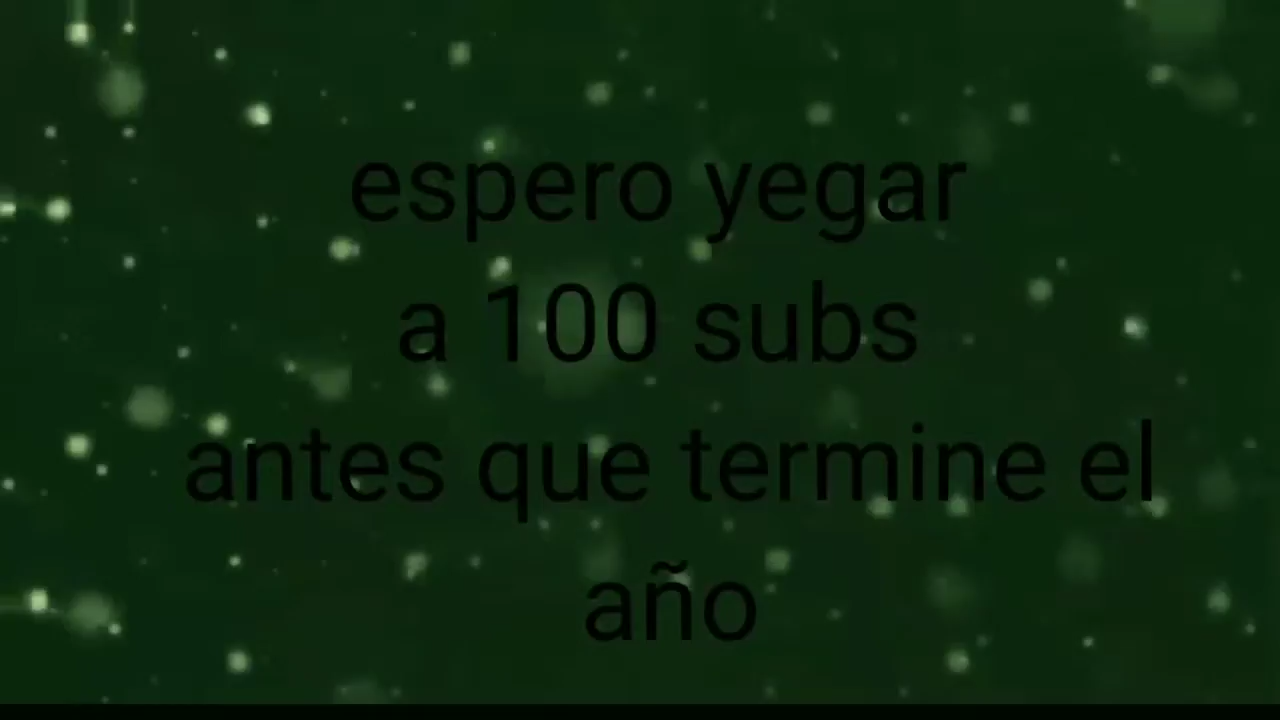 espero yegar
a 100 subs
antes que termine el
año